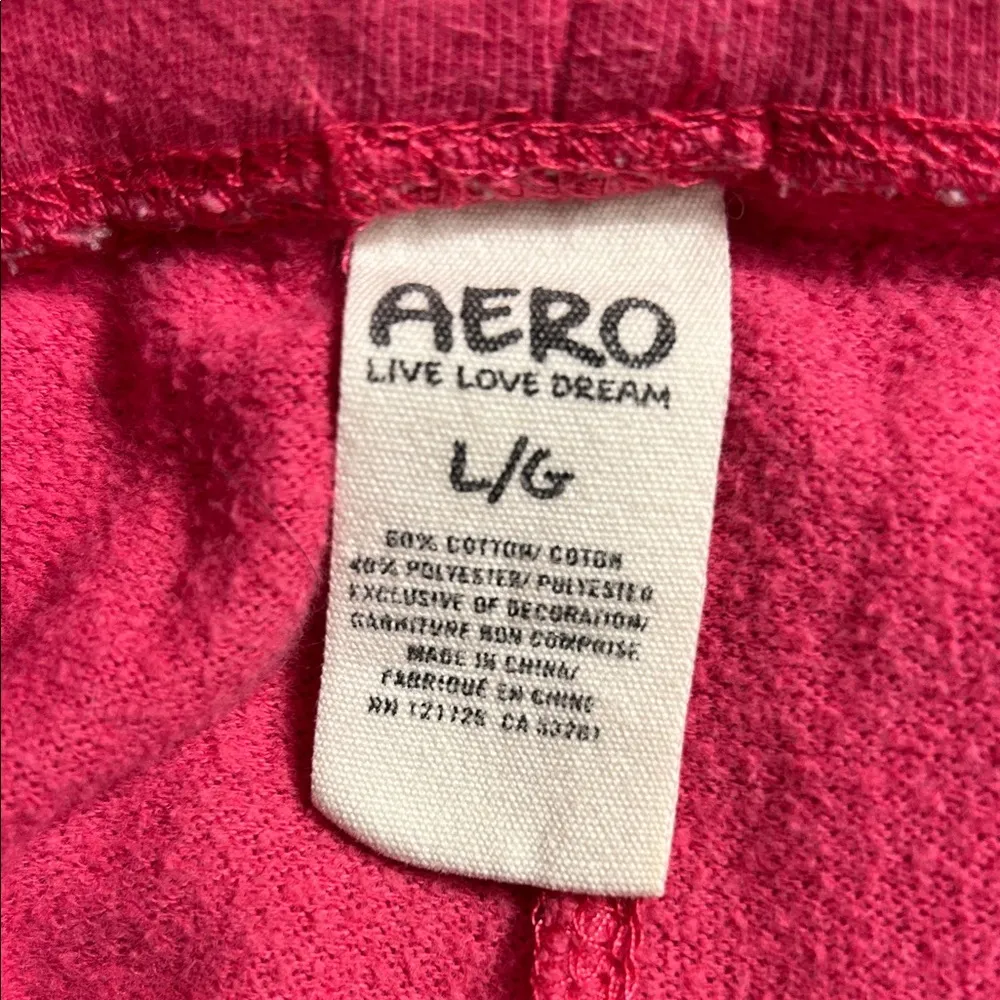 AERO
LIVE LOVE DREAM
L/G
60% COTTON/ COTON
40% POLYESTER/ POLYESTER
EXCLUSIVE OF DECORATION/
GARNITURE NON COMPRISE
MADE IN CHINA/
FABRIQUÉ EN CHINE
RN 121125 CA